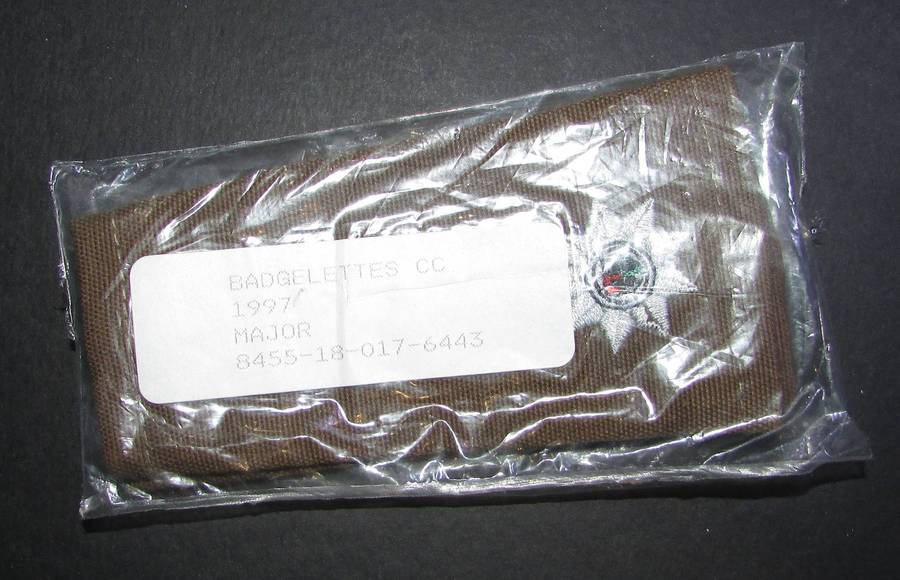 BADGELETTES CC
1997
MAJOR
8455-18-017-6443